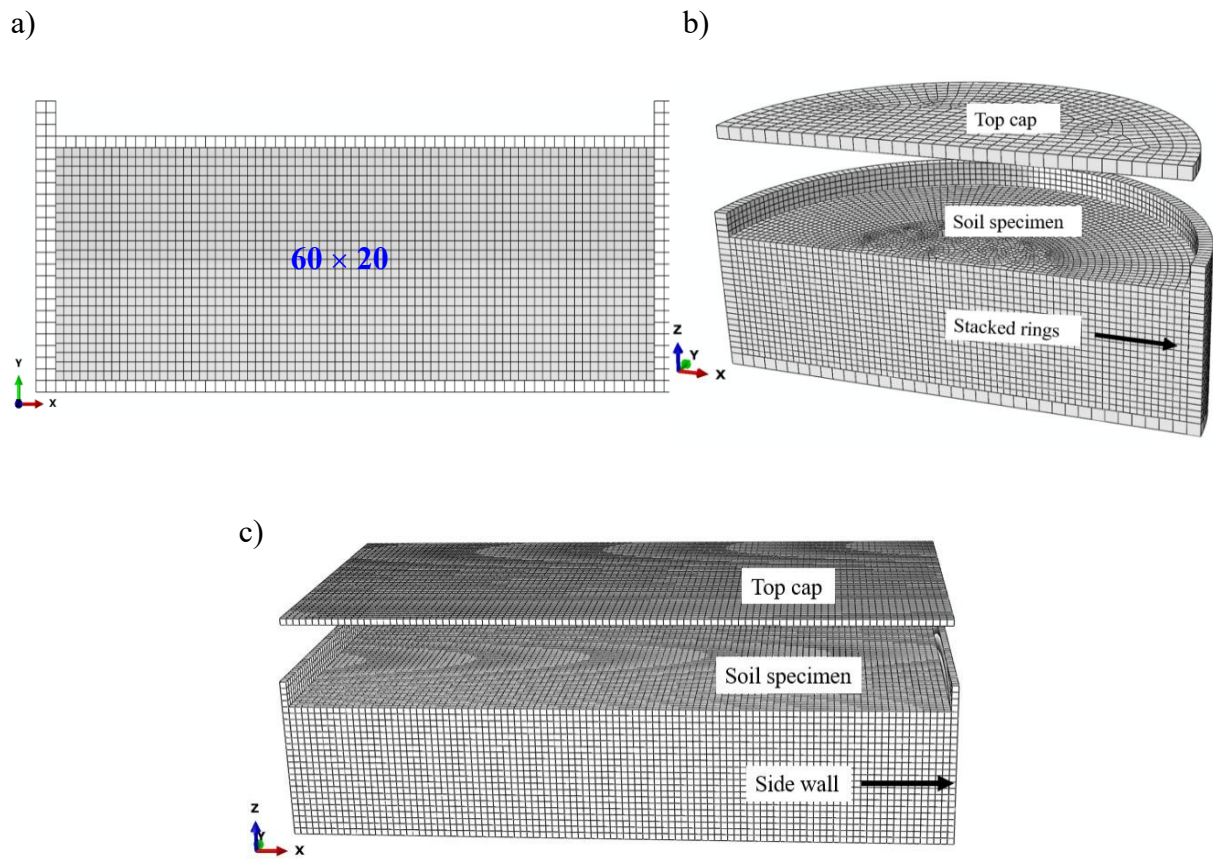 a)
b)
60 × 20
Y
X
Top cap
Soil specimen
Stacked rings
Z
Y
X
c)
Top cap
Soil specimen
Side wall
Z
Y
X